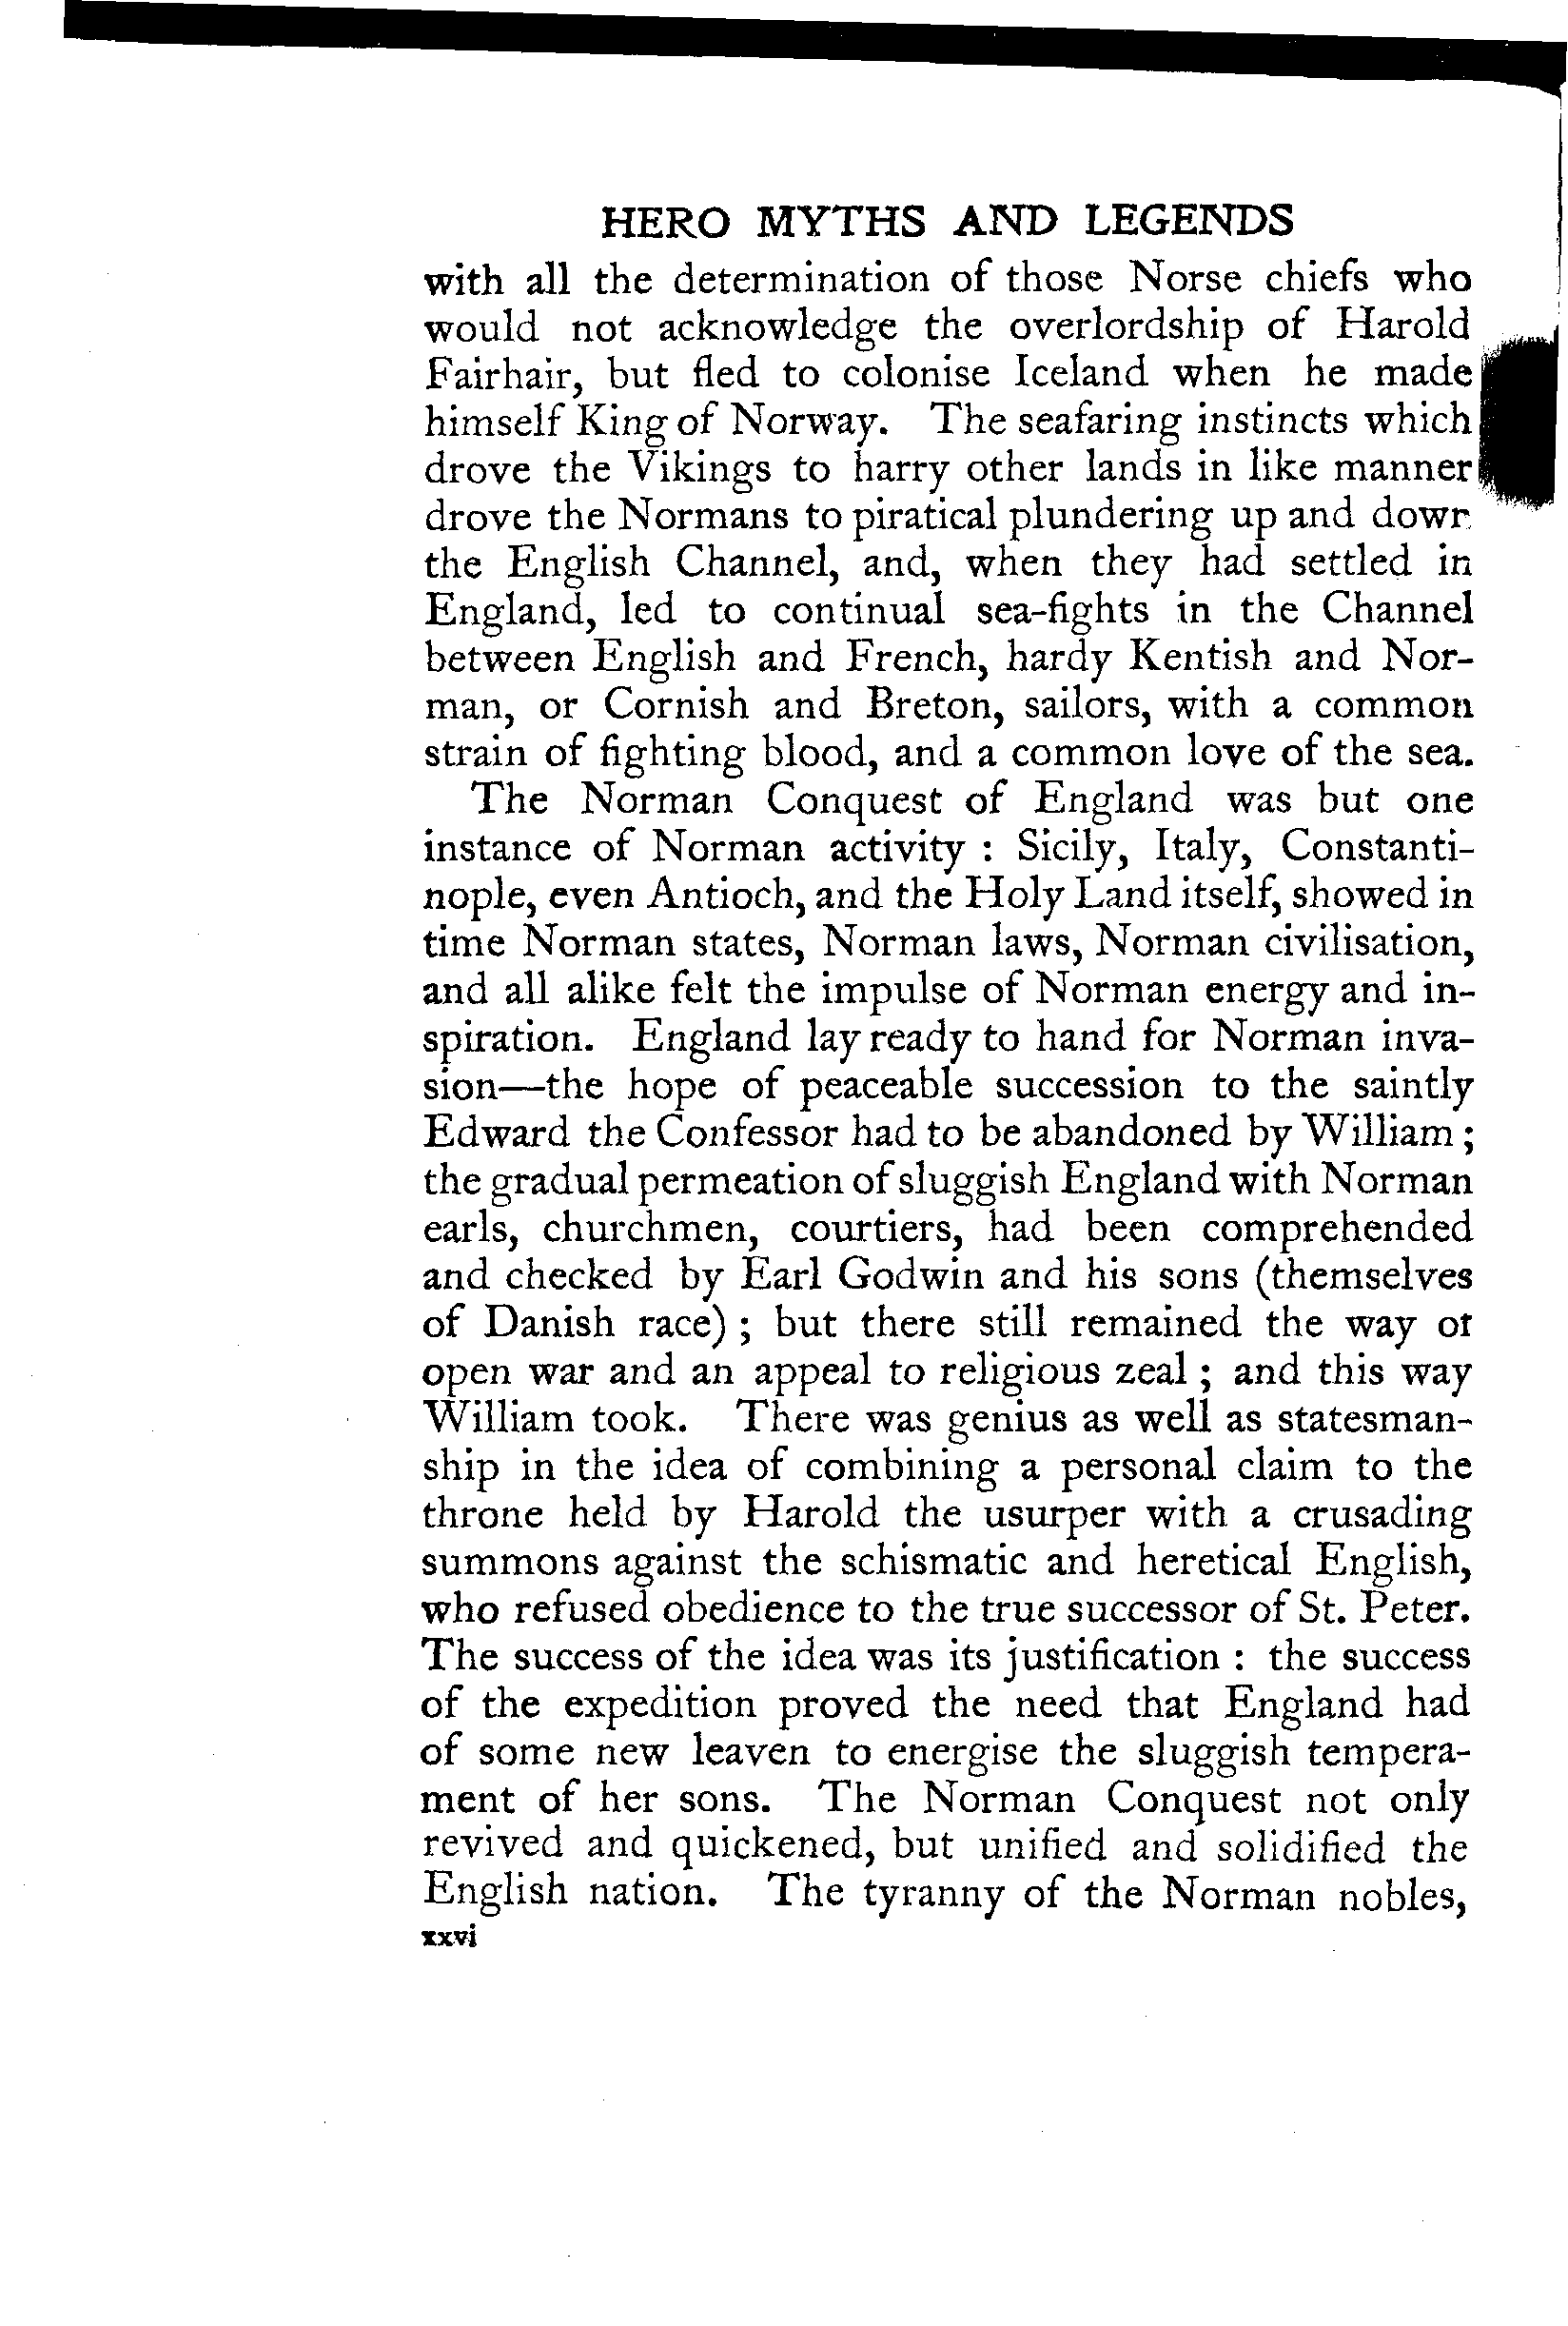 HERO MYTHS AND LEGENDS
with all the determination of those Norse chiefs who
would not acknowledge the overlordship of Harold
Fairhair, but fled to colonise Iceland when he made
himself King of Norway. The seafaring instincts which
drove the Vikings to harry other lands in like manner
drove the Normans to piratical plundering up and down
the English Channel, and, when they had settled in
England, led to continual sea-fights in the Channel
between English and French, hardy Kentish and Nor-
man, or Cornish and Breton, sailors, with a common
strain of fighting blood, and a common love of the sea.
The Norman Conquest of England was but one
instance of Norman activity : Sicily, Italy, Constanti-
nople, even Antioch, and the Holy Land itself, showed in
time Norman states, Norman laws, Norman civilisation,
and all alike felt the impulse of Norman energy and in-
spiration. England lay ready to hand for Norman inva-
sion—the hope of peaceable succession to the saintly
Edward the Confessor had to be abandoned by William ;
the gradual permeation of sluggish England with Norman
earls, churchmen, courtiers, had been comprehended
and checked by Earl Godwin and his sons (themselves
of Danish race) ; but there still remained the way of
open war and an appeal to religious zeal ; and this way
William took. There was genius as well as statesman-
ship in the idea of combining a personal claim to the
throne held by Harold the usurper with a crusading
summons against the schismatic and heretical English,
who refused obedience to the true successor of St. Peter.
The success of the idea was its justification : the success
of the expedition proved the need that England had
of some new leaven to energise the sluggish tempera-
ment of her sons. The Norman Conquest not only
revived and quickened, but unified and solidified the
English nation. The tyranny of the Norman nobles,
xxvi